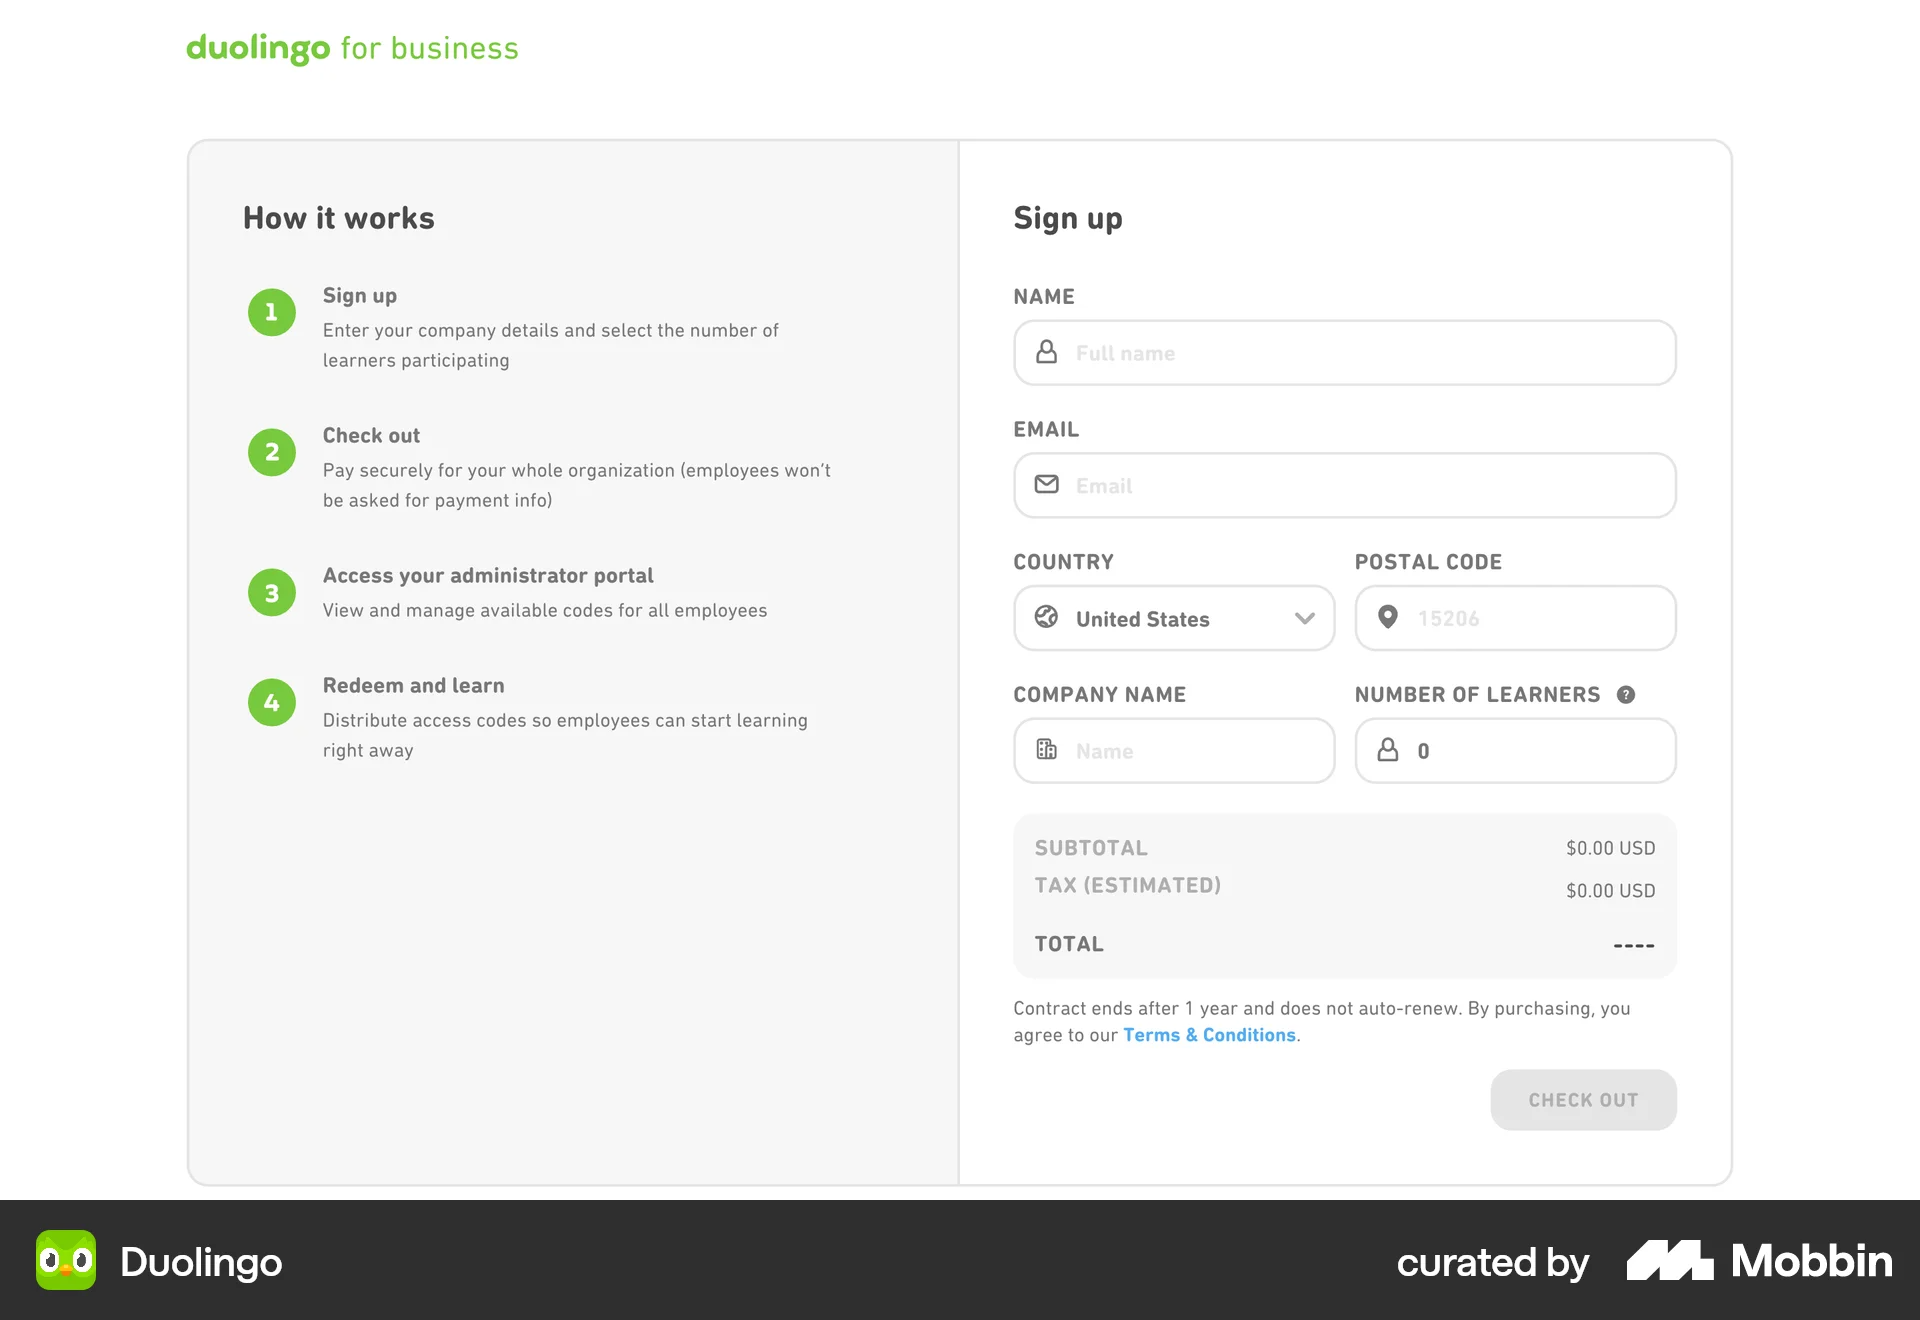 duolingo for business
How it works
1
Sign up
Enter your company details and select the number of
learners participating
2
Check out
Pay securely for your whole organization (employees won't
be asked for payment info)
3
Access your administrator portal
View and manage available codes for all employees
4
Redeem and learn
Distribute access codes so employees can start learning
right away
Sign up
NAME
Full name
EMAIL
Email
COUNTRY POSTAL CODE
United States 15206
COMPANY NAME NUMBER OF LEARNERS ?
Name 0
SUBTOTAL $0.00 USD
TAX (ESTIMATED) $0.00 USD
TOTAL ----
Contract ends after 1 year and does not auto-renew. By purchasing, you
agree to our Terms & Conditions.
CHECK OUT
Duolingo curated by Mobbin